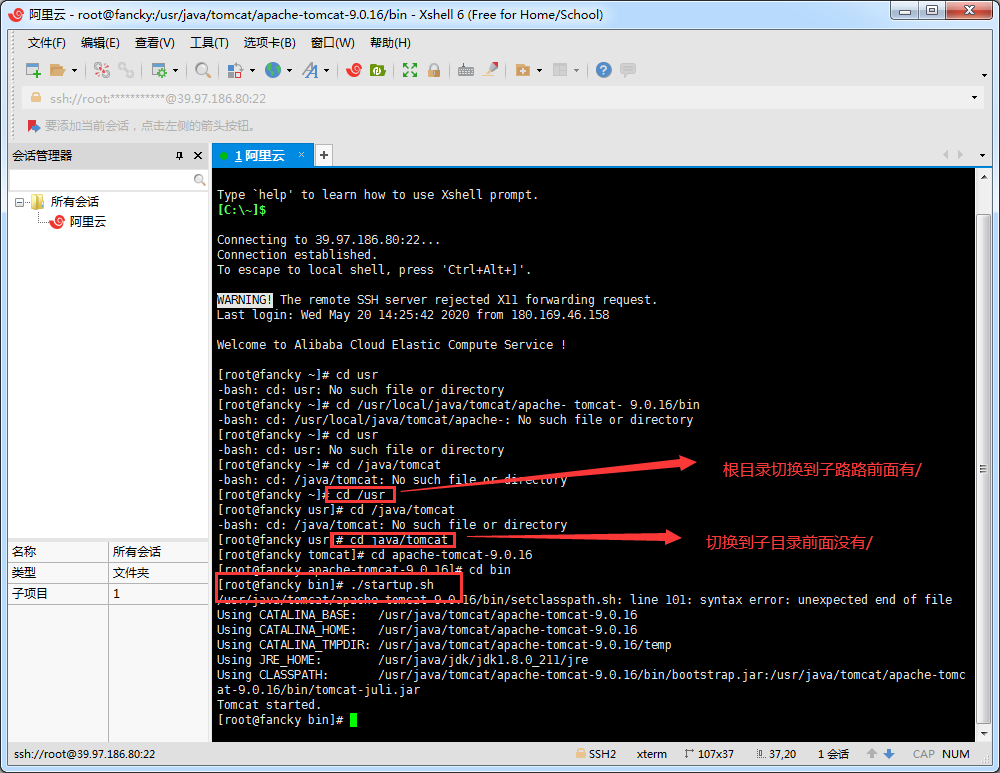 阿里云 - root@fancky:/usr/java/tomcat/apache-tomcat-9.0.16/bin - Xshell 6 (Free for Home/School)
文件(F) 编辑(E) 查看(V) 工具(T) 选项卡(B) 窗口(W) 帮助(H)
ssh://root:***********@39.97.186.80:22
要添加当前会话，点击左侧的箭头按钮。
会话管理器
1 阿里云
所有会话
阿里云
名称 所有会话
类型 文件夹
子项目 1
Type `help' to learn how to use Xshell prompt.
[C:\~]$
Connecting to 39.97.186.80:22...
Connection established.
To escape to local shell, press 'Ctrl+Alt+]'.
WARNING! The remote SSH server rejected X11 forwarding request.
Last login: Wed May 20 14:25:42 2020 from 180.169.46.158
Welcome to Alibaba Cloud Elastic Compute Service !
[root@fancky ~]# cd usr
-bash: cd: usr: No such file or directory
[root@fancky ~]# cd /usr/local/java/tomcat/apache- tomcat- 9.0.16/bin
-bash: cd: /usr/local/java/tomcat/apache-: No such file or directory
[root@fancky ~]# cd usr
-bash: cd: usr: No such file or directory
[root@fancky ~]# cd /java/tomcat
-bash: cd: /java/tomcat: No such file or directory
[root@fancky ~]# cd /usr
[root@fancky usr]# cd /java/tomcat
-bash: cd: /java/tomcat: No such file or directory
[root@fancky usr]# cd java/tomcat
[root@fancky tomcat]# cd apache-tomcat-9.0.16
[root@fancky apache-tomcat-9.0.16]# cd bin
[root@fancky bin]# ./startup.sh
/usr/java/tomcat/apache-tomcat-9.0.16/bin/setclasspath.sh: line 101: syntax error: unexpected end of file
Using CATALINA_BASE:   /usr/java/tomcat/apache-tomcat-9.0.16
Using CATALINA_HOME:   /usr/java/tomcat/apache-tomcat-9.0.16
Using CATALINA_TMPDIR: /usr/java/tomcat/apache-tomcat-9.0.16/temp
Using JRE_HOME:        /usr/java/jdk/jdk1.8.0_211/jre
Using CLASSPATH:       /usr/java/tomcat/apache-tomcat-9.0.16/bin/bootstrap.jar:/usr/java/tomcat/apache-tomc
at-9.0.16/bin/tomcat-juli.jar
Tomcat started.
[root@fancky bin]#
根目录切换到子路路前面有/
切换到子目录前面没有/
ssh://root@39.97.186.80:22 SSH2 xterm 107x37 37,20 1 会话 CAP NUM